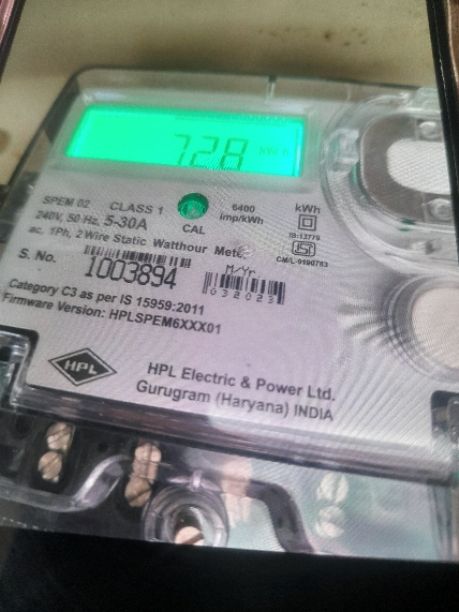 728 kWh
SPEM 02 CLASS 1
240V, 50 Hz, 5-30A
CAL
6400
imp/kWh
kWh
IS:13779
CM/L-9190783
ac, 1Ph, 2 Wire Static Watthour Meter
S. No. 1003894
M/Yr
032023
Category C3 as per IS 15959:2011
Firmware Version: HPLSPEM6XXX01
HPL
HPL Electric & Power Ltd.
Gurugram (Haryana) INDIA